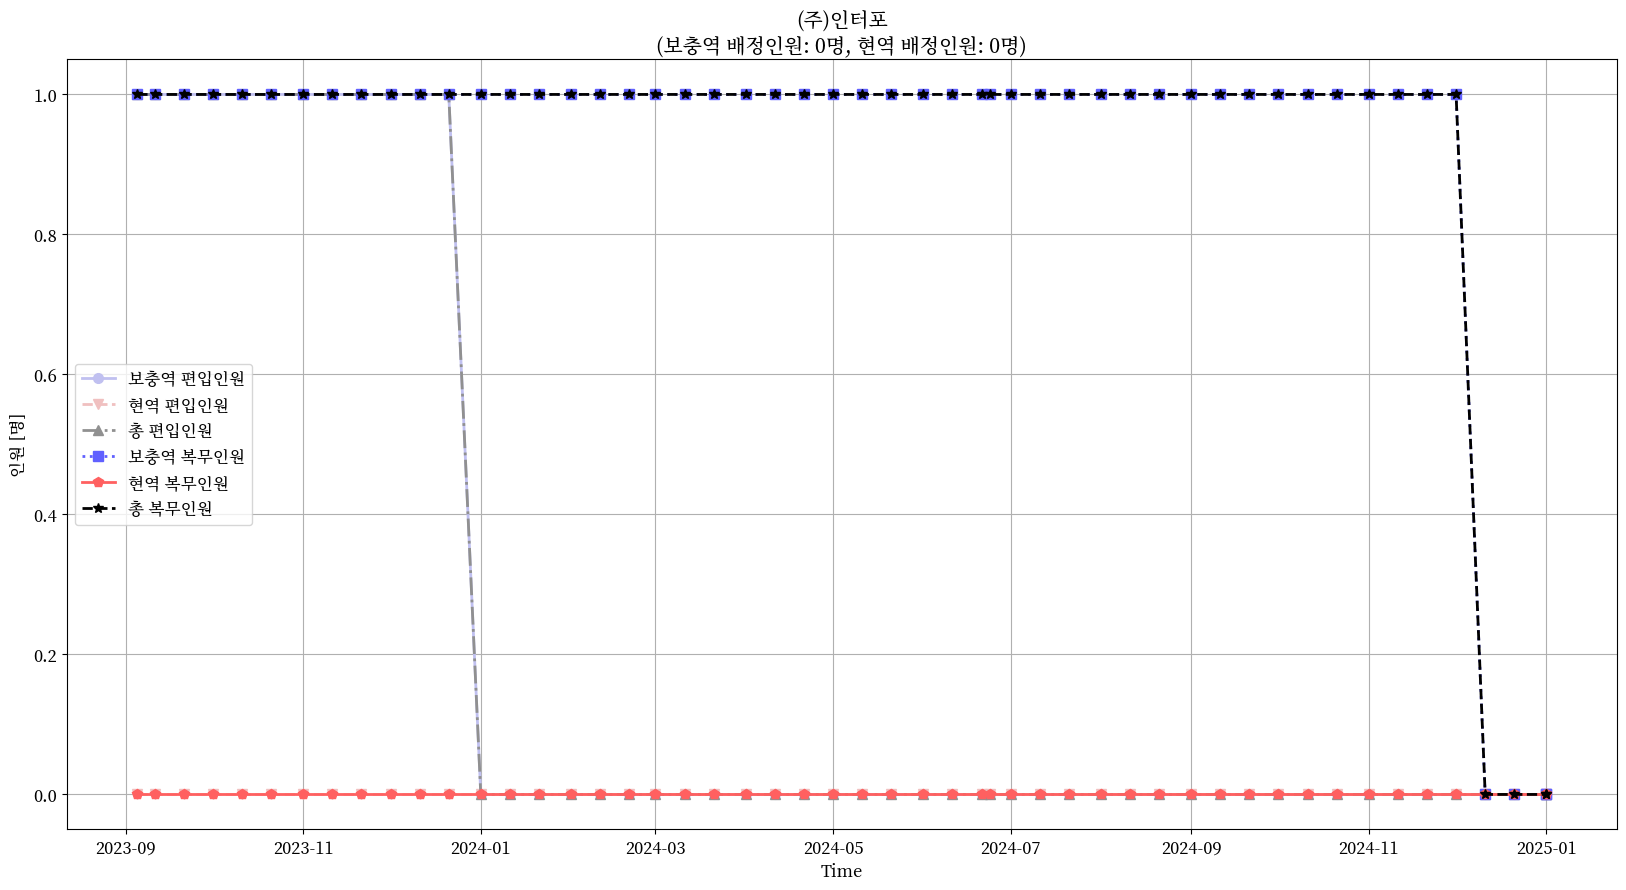 (주)인터포
(보충역 배정인원: 0명, 현역 배정인원: 0명)
인원 [명]
1.0
0.8
0.6
0.4
0.2
0.0
보충역 편입인원
현역 편입인원
총 편입인원
보충역 복무인원
현역 복무인원
총 복무인원
2023-09
2023-11
2024-01
2024-03
2024-05
2024-07
2024-09
2024-11
2025-01
Time